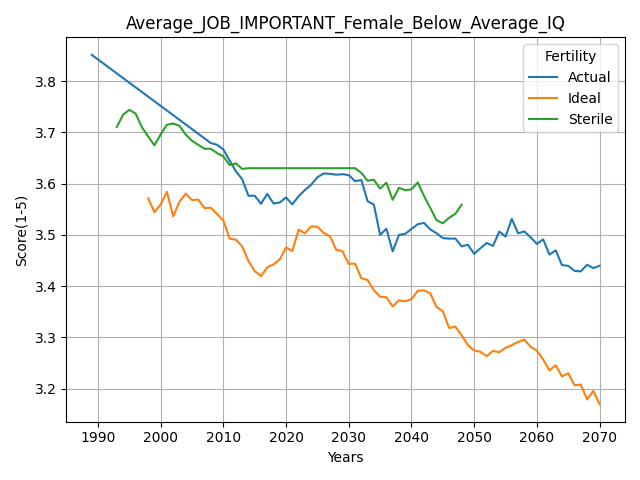 Average_JOB_IMPORTANT_Female_Below_Average_IQ
Fertility
Actual
Ideal
Sterile
Score(1-5)
3.8
3.7
3.6
3.5
3.4
3.3
3.2
1990 2000 2010 2020 2030 2040 2050 2060 2070
Years